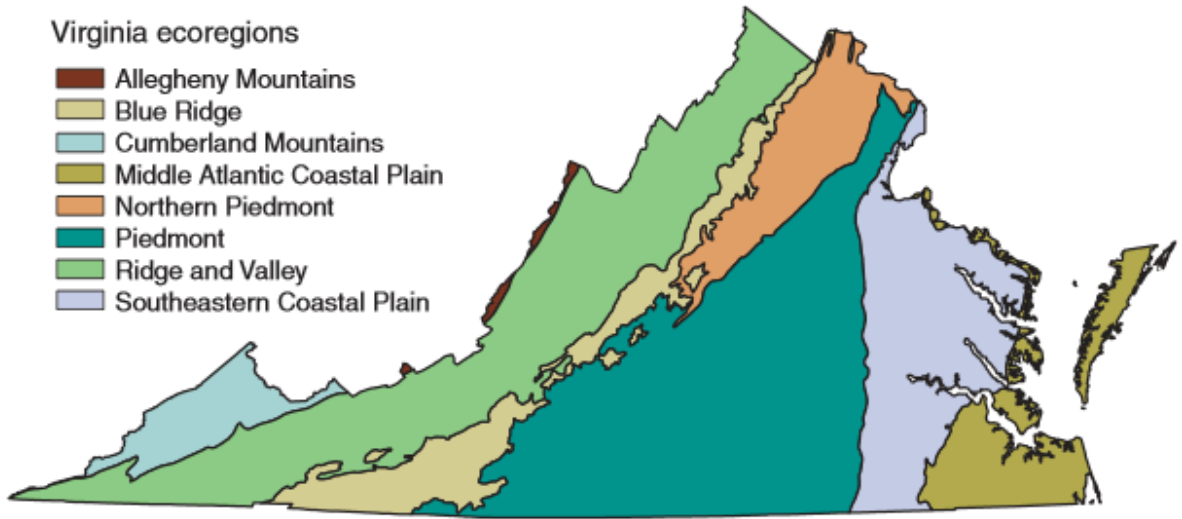 Virginia ecoregions
Allegheny Mountains
Blue Ridge
Cumberland Mountains
Middle Atlantic Coastal Plain
Northern Piedmont
Piedmont
Ridge and Valley
Southeastern Coastal Plain